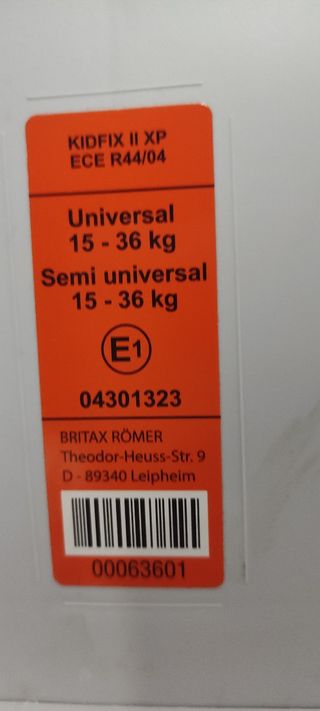 KIDFIX II XP
ECE R44/04
Universal
15 - 36 kg
Semi universal
15 - 36 kg
E1
04301323
BRITAX RÖMER
Theodor-Heuss-Str. 9
D - 89340 Leipheim
00063601